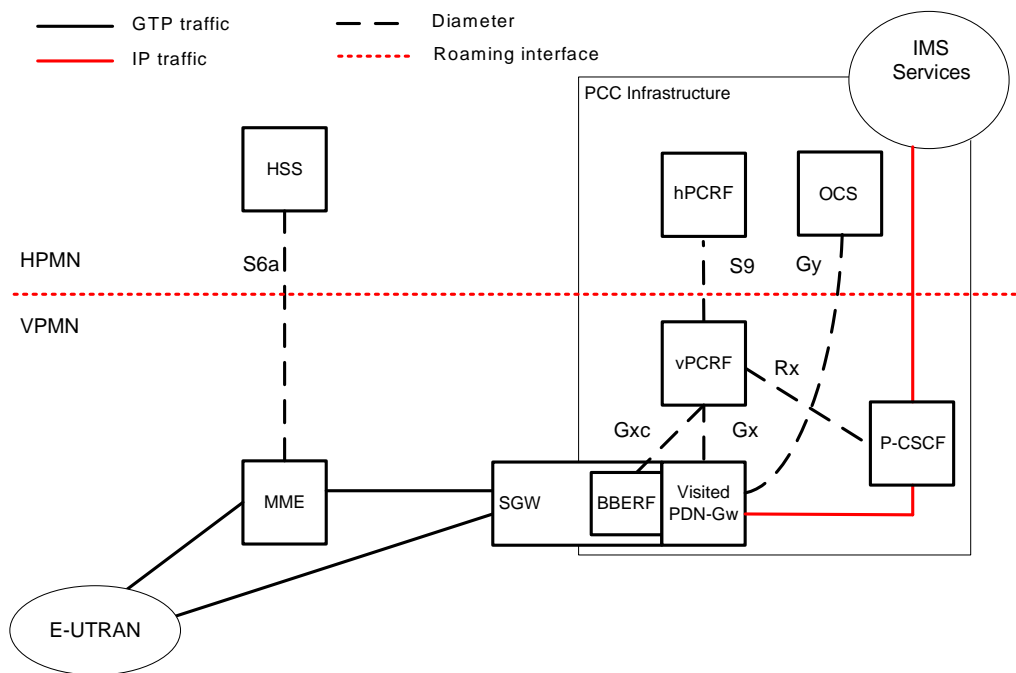 GTP traffic
Diameter
IP traffic
Roaming interface
IMS
Services
PCC Infrastructure
HSS
hPCRF
OCS
HPMN
S6a
S9
Gy
VPMN
vPCRF
Rx
Gxc
Gx
P-CSCF
MME
SGW
BBERF
Visited
PDN-Gw
E-UTRAN